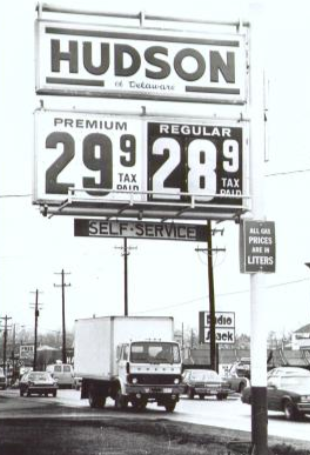 HUDSON
of Delaware
PREMIUM
29 9
TAX
PAID
REGULAR
28 9
TAX
PAID
SELF-SERVICE
ALL GAS
PRICES
ARE IN
LITERS
Radio
Shack